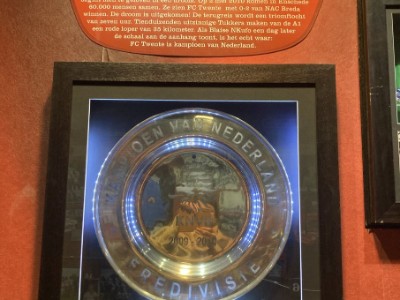 60.000 mensen samen. Ze zien FC Twente met 0-2 van NAC Breda
winnen. De droom is uitgekomen! De terugreis wordt een triomftocht
van zeven uur. Tienduizenden uitzinnige Tukkers maken van de A1
een rode loper van 55 kilometer. Als Blaise NKufo een dag later
de schaal aan de aanhang toont, is het echt waar:
FC Twente is kampioen van Nederland.
OEN VAN NEDERLAND
EREDIVISIE